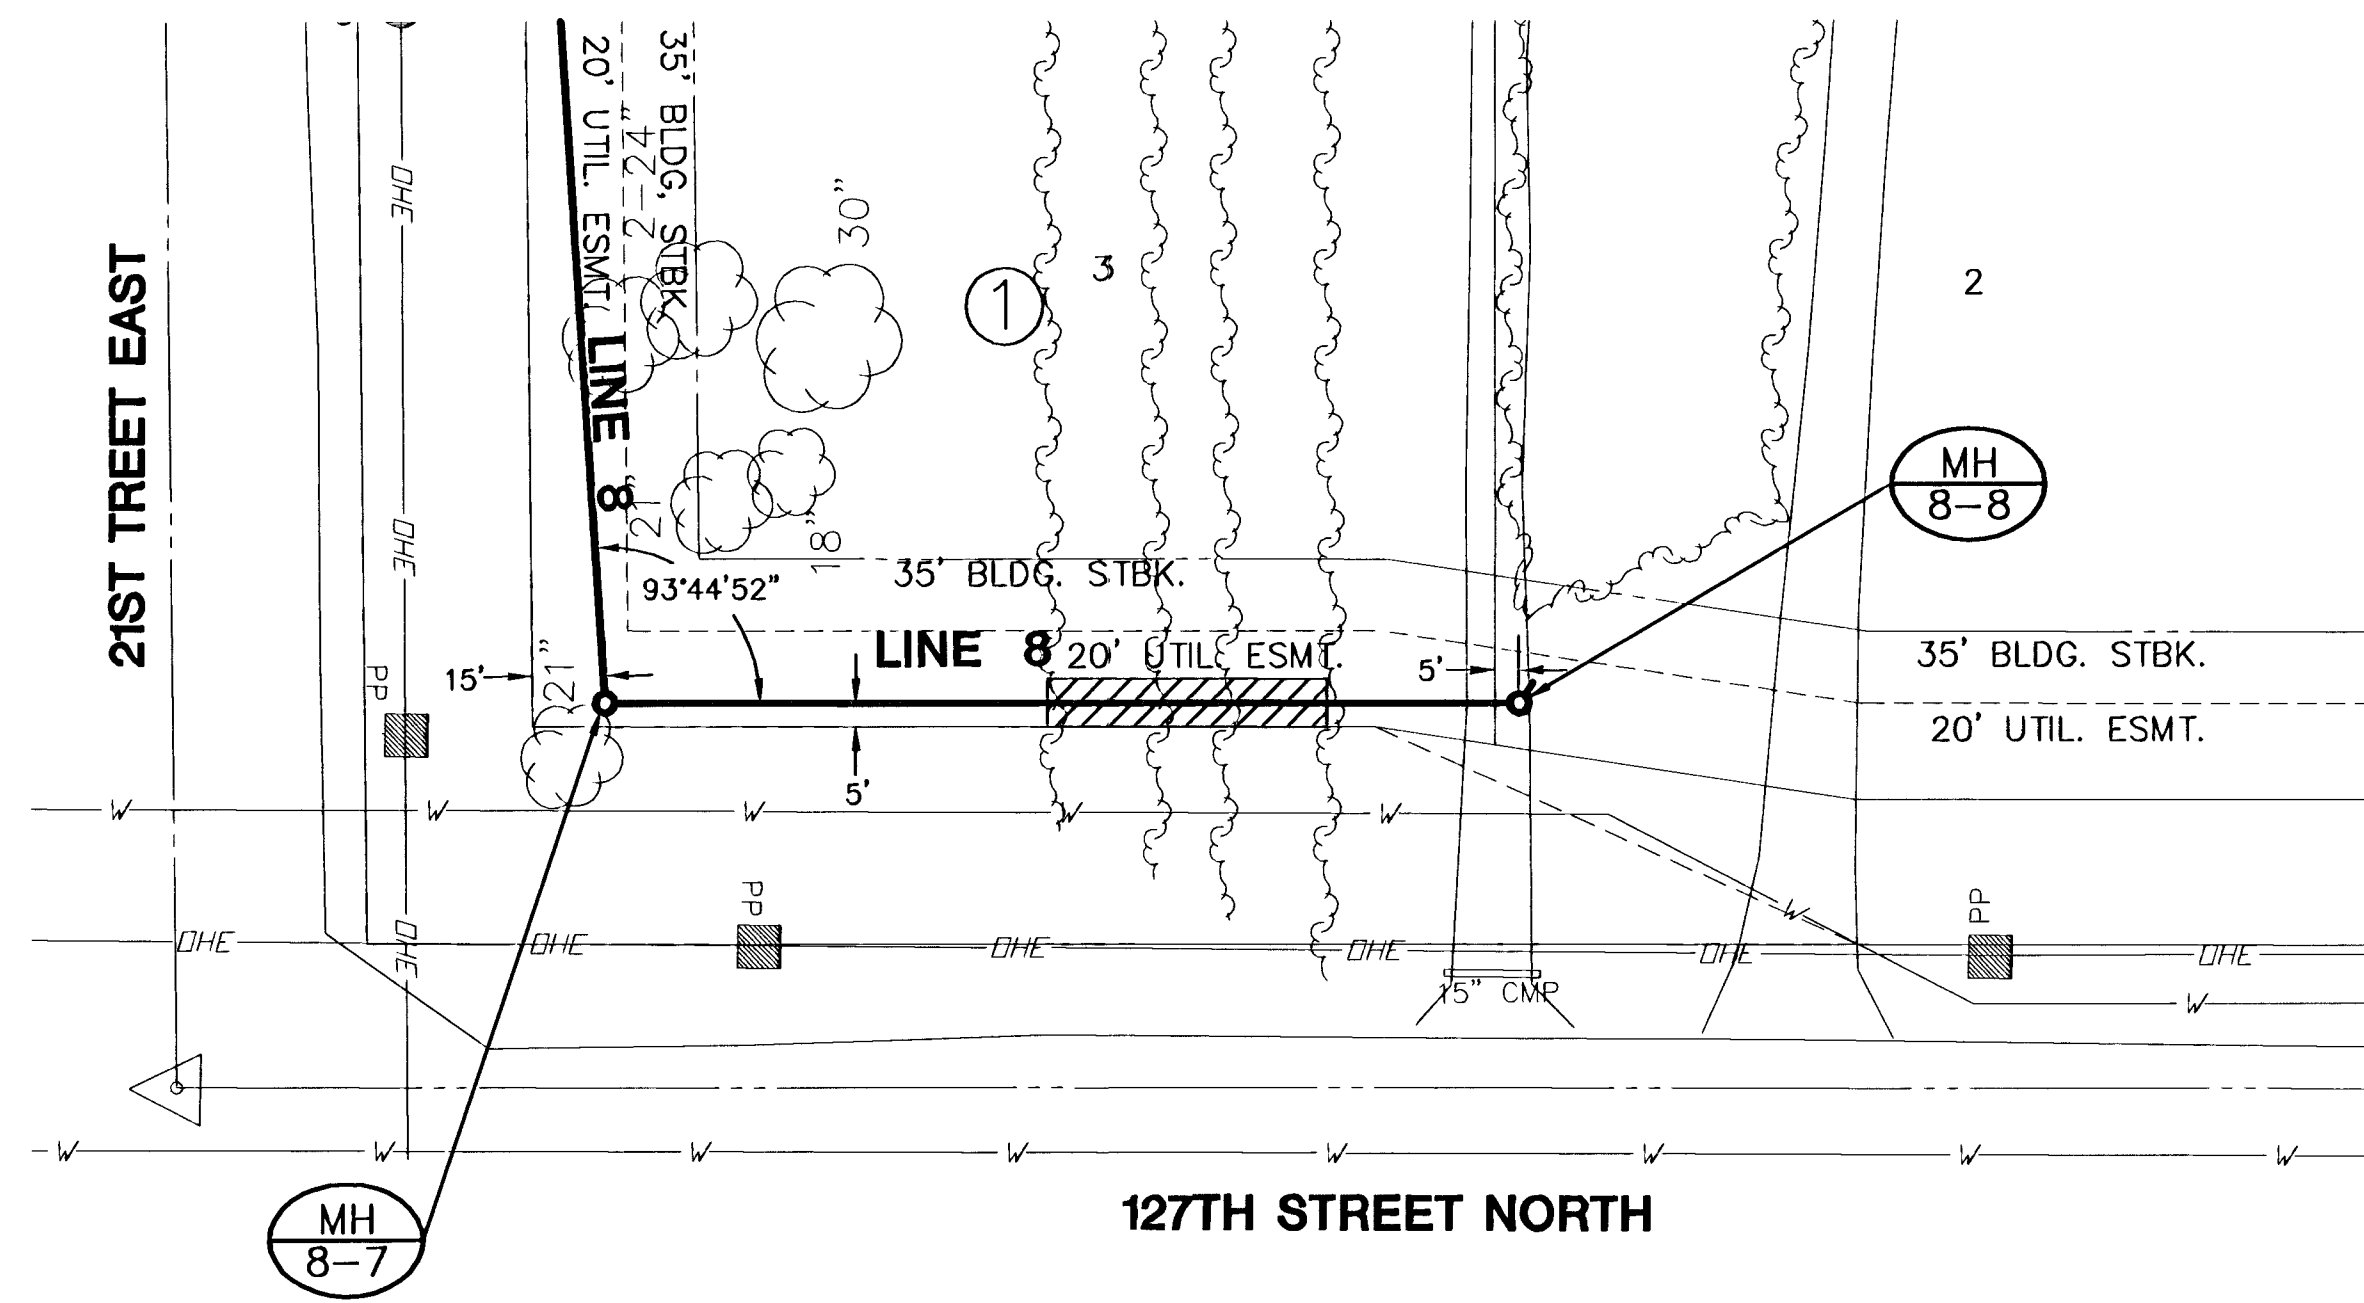 20' UTIL. ESMT.
2–24"
35' BLDG, STBK.
OHE
30"
21ST TREET EAST
1
3
2
LINE 8
MH
8–8
OHE
21"
18"
35' BLDG. STBK.
93°44'52"
LINE 8
20' UTIL. ESMT.
35' BLDG. STBK.
15'
21"
5'
PP
20' UTIL. ESMT.
5'
W W W W W
PP
PP
W
OHE OHE OHE OHE OHE OHE
OHE
15" CMP
W
W W W W W W W W
127TH STREET NORTH
MH
8–7